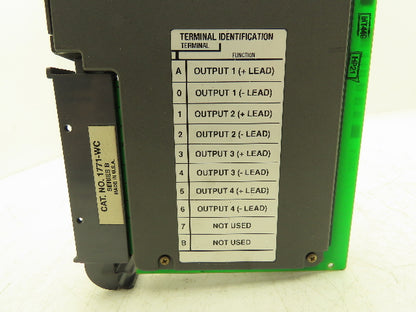 TERMINAL IDENTIFICATION
TERMINAL
FUNCTION
A OUTPUT 1 (+ LEAD)
0 OUTPUT 1 (- LEAD)
1 OUTPUT 2 (+ LEAD)
2 OUTPUT 2 (- LEAD)
3 OUTPUT 3 (+ LEAD)
4 OUTPUT 3 (- LEAD)
5 OUTPUT 4 (+ LEAD)
6 OUTPUT 4 (- LEAD)
7 NOT USED
B NOT USED
CAT. NO. 1771-WC
SERIES B
MADE IN U.S.A.